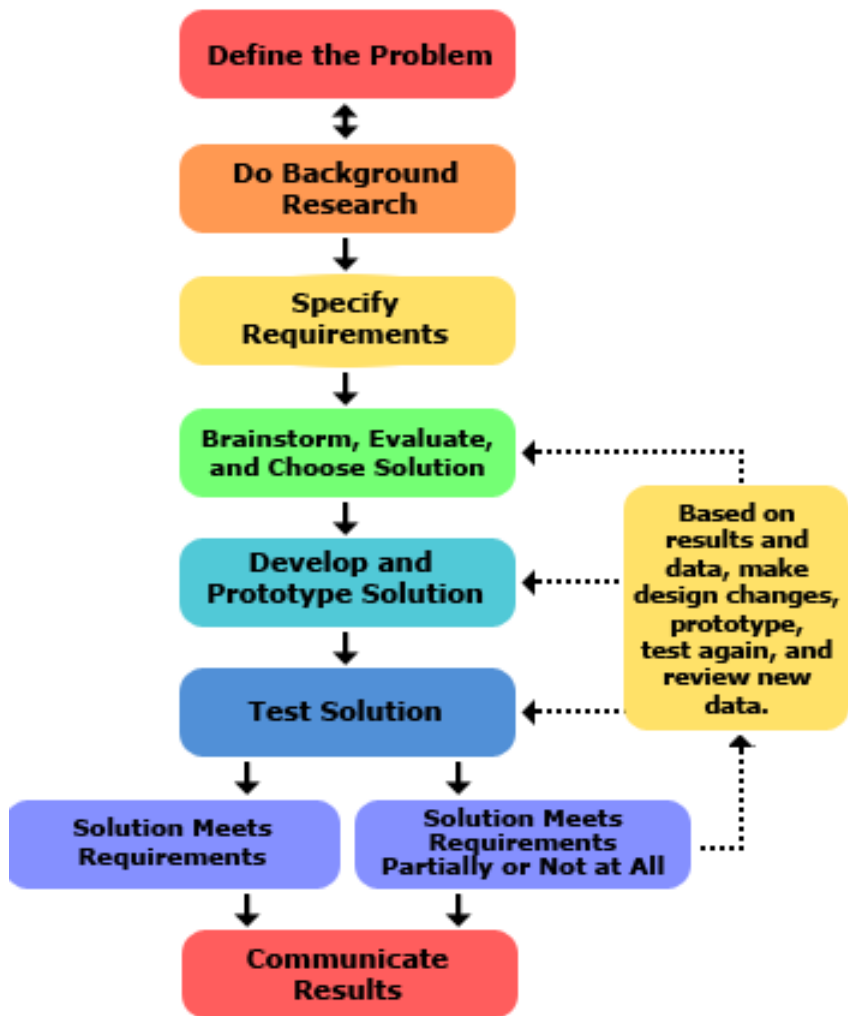 Define the Problem
Do Background
Research
Specify
Requirements
Brainstorm, Evaluate,
and Choose Solution
Develop and
Prototype Solution
Test Solution
Based on
results and
data, make
design changes,
prototype,
test again, and
review new
data.
Solution Meets
Requirements
Solution Meets
Requirements
Partially or Not at All
Communicate
Results